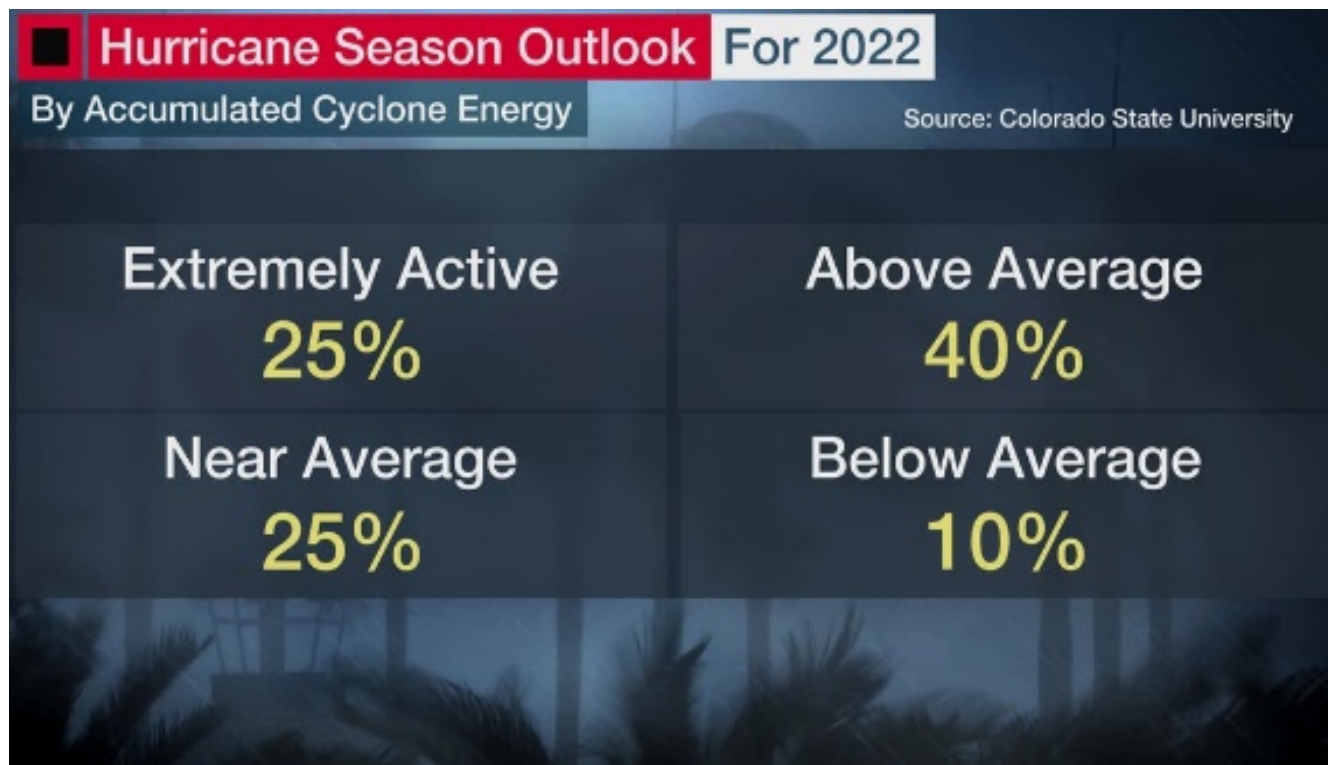 Hurricane Season Outlook For 2022
By Accumulated Cyclone Energy
Source: Colorado State University
Extremely Active
25%
Above Average
40%
Near Average
25%
Below Average
10%